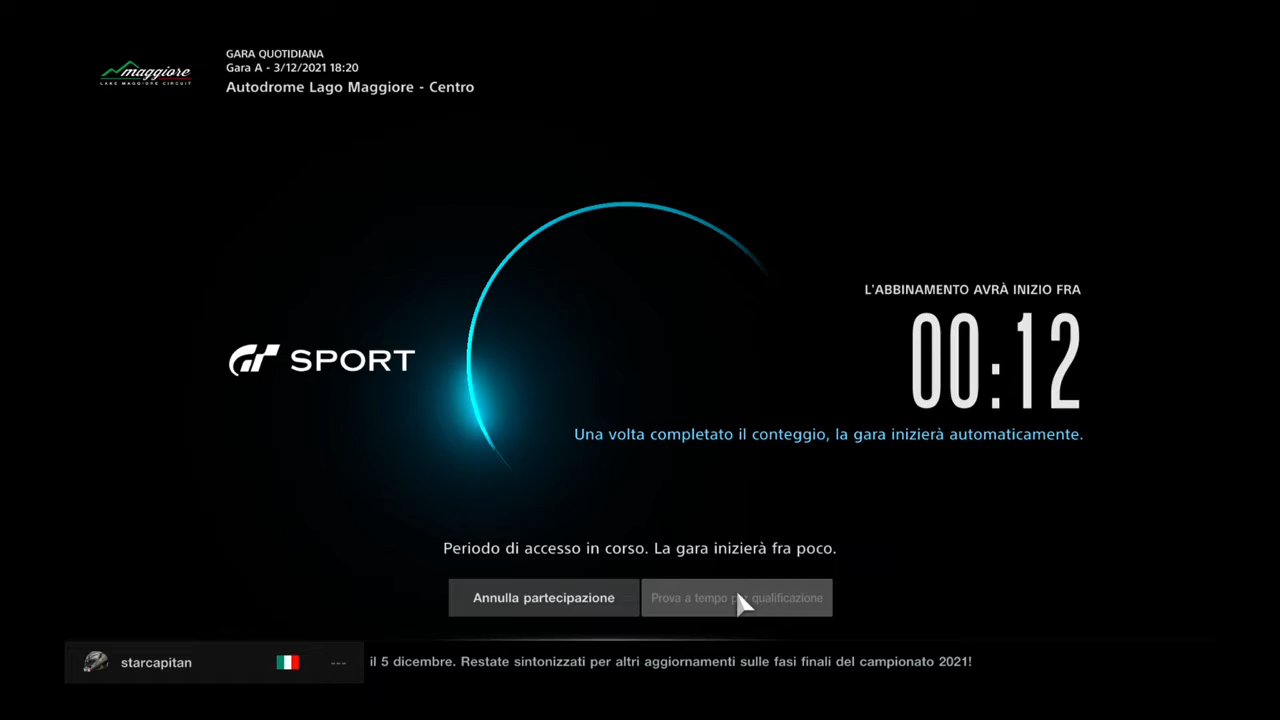 maggiore
LAKE MAGGIORE CIRCUIT
GARA QUOTIDIANA
Gara A - 3/12/2021 18:20
Autodrome Lago Maggiore - Centro
GT SPORT
L'ABBINAMENTO AVRÀ INIZIO FRA
00:12
Una volta completato il conteggio, la gara inizierà automaticamente.
Periodo di accesso in corso. La gara inizierà fra poco.
Annulla partecipazione
Prova a tempo per qualificazione
starcapitan
---
il 5 dicembre. Restate sintonizzati per altri aggiornamenti sulle fasi finali del campionato 2021!